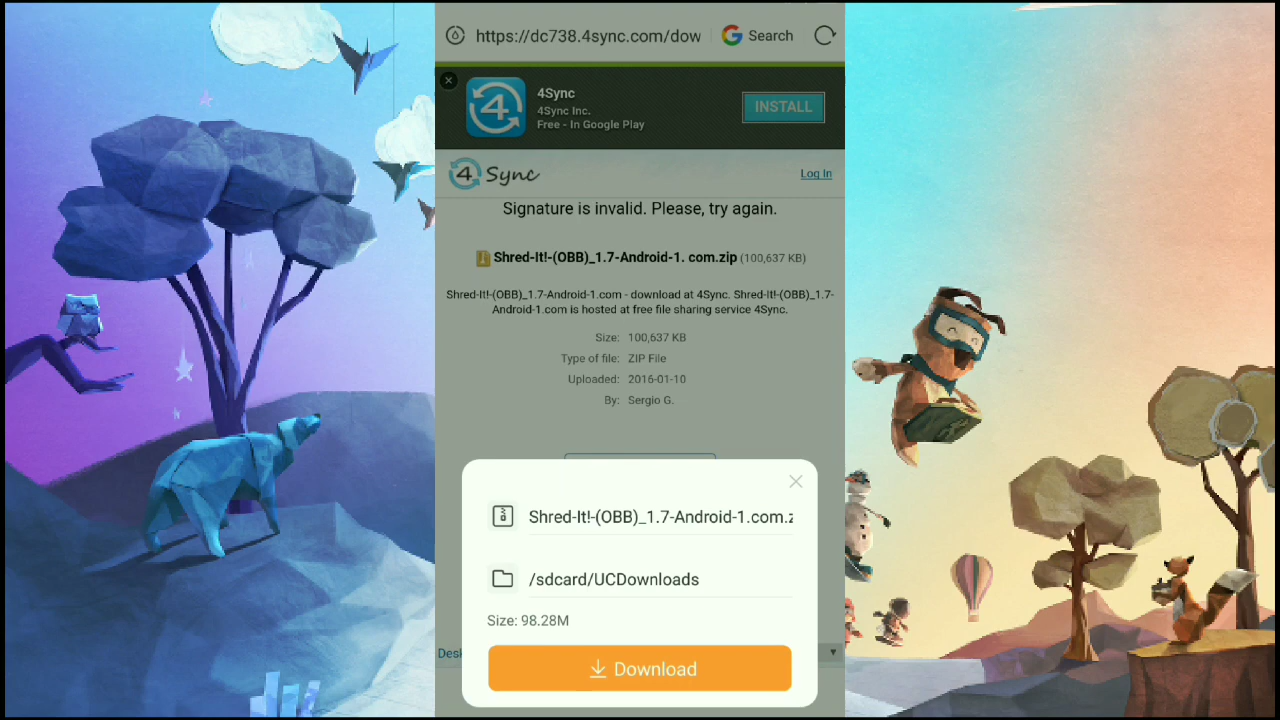 https://dc738.4sync.com/dow
Search
4Sync
4Sync Inc.
Free - In Google Play
INSTALL
4 Sync
Log In
Signature is invalid. Please, try again.
Shred-It!-(OBB)_1.7-Android-1. com.zip (100,637 KB)
Shred-It!-(OBB)_1.7-Android-1.com - download at 4Sync. Shred-It!-(OBB)_1.7-
Android-1.com is hosted at free file sharing service 4Sync.
Size: 100,637 KB
Type of file: ZIP File
Uploaded: 2016-01-10
By: Sergio G.
Shred-It!-(OBB)_1.7-Android-1.com.z
/sdcard/UCDownloads
Size: 98.28M
Desk
Download